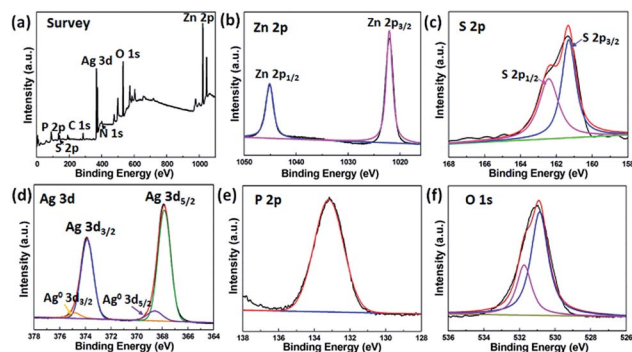 (a) Survey
Zn 2p
Ag 3d
O 1s
P 2p
C 1s
N 1s
S 2p
Intensity (a.u.)
0 200 400 600 800 1000
Binding Energy (eV)
(b) Zn 2p
Zn 2p3/2
Zn 2p1/2
Intensity (a.u.)
1050 1040 1030 1020
Binding Energy (eV)
(c) S 2p
S 2p3/2
S 2p1/2
Intensity (a.u.)
168 166 164 162 160 158
Binding Energy (eV)
(d) Ag 3d
Ag 3d5/2
Ag 3d3/2
Ag0 3d3/2
Ag0 3d5/2
Intensity (a.u.)
378 376 374 372 370 368 366 364
Binding Energy (eV)
(e) P 2p
Intensity (a.u.)
138 136 134 132 130 128
Binding Energy (eV)
(f) O 1s
Intensity (a.u.)
536 534 532 530 528 526
Binding Energy (eV)